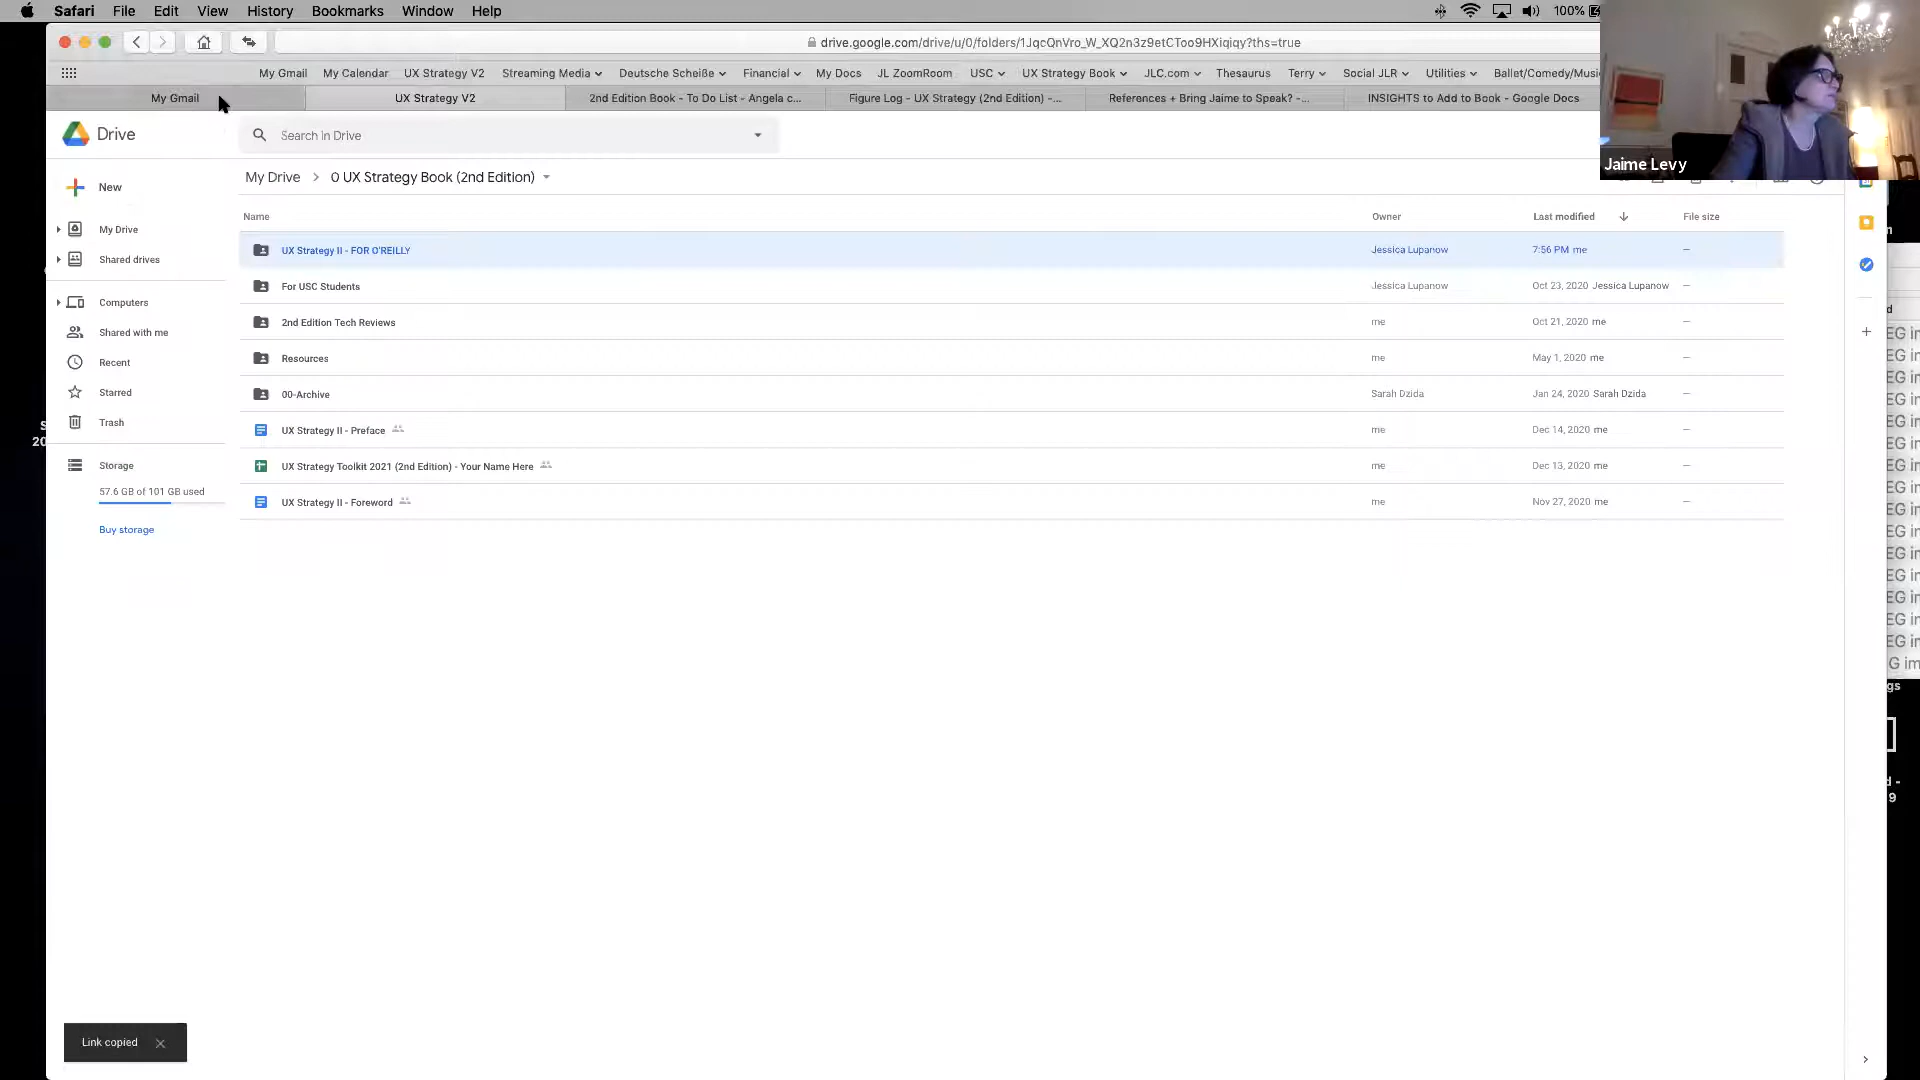 Safari File Edit View History Bookmarks Window Help 100%
drive.google.com/drive/u/0/folders/1JqcQnVro_W_XQ2n3z9etCToo9HXiqiqy?ths=true
My Gmail My Calendar UX Strategy V2 Streaming Media Deutsche Scheiße Financial My Docs JL ZoomRoom USC UX Strategy Book JLC.com Thesaurus Terry Social JLR Utilities Ballet/Comedy/Musi
My Gmail UX Strategy V2 2nd Edition Book - To Do List - Angela c... Figure Log - UX Strategy (2nd Edition) -... References + Bring Jaime to Speak? -... INSIGHTS to Add to Book - Google Docs
Drive Search in Drive
Jaime Levy
My Drive 0 UX Strategy Book (2nd Edition)
New
My Drive
Shared drives
Computers
Shared with me
Recent
Starred
Trash
Storage
57.6 GB of 101 GB used
Buy storage
Name Owner Last modified File size
UX Strategy II - FOR O'REILLY Jessica Lupanow 7:56 PM me —
For USC Students Jessica Lupanow Oct 23, 2020 Jessica Lupanow —
2nd Edition Tech Reviews me Oct 21, 2020 me —
Resources me May 1, 2020 me —
00-Archive Sarah Dzida Jan 24, 2020 Sarah Dzida —
UX Strategy II - Preface me Dec 14, 2020 me —
UX Strategy Toolkit 2021 (2nd Edition) - Your Name Here me Dec 13, 2020 me —
UX Strategy II - Foreword me Nov 27, 2020 me —
Link copied